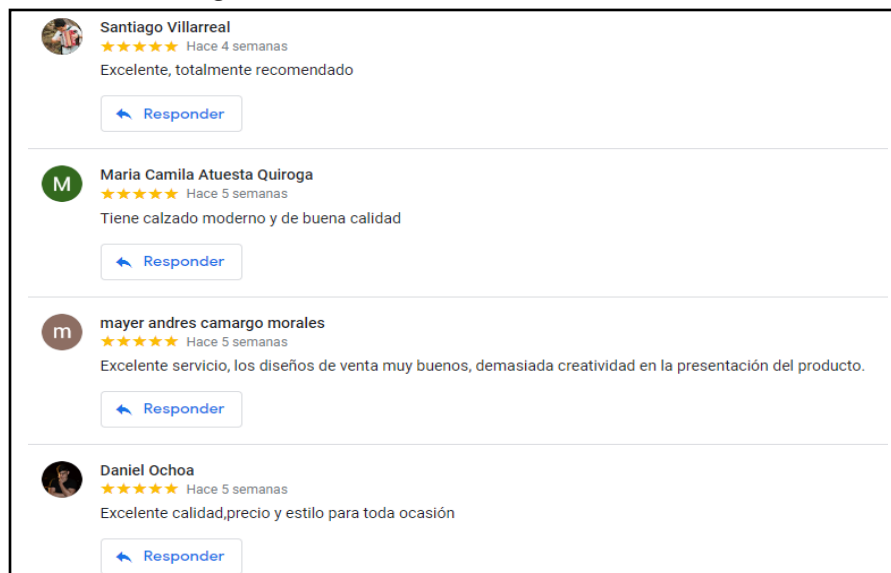 Santiago Villarreal
Hace 4 semanas
Excelente, totalmente recomendado
Responder
M
Maria Camila Atuesta Quiroga
Hace 5 semanas
Tiene calzado moderno y de buena calidad
Responder
m
mayer andres camargo morales
Hace 5 semanas
Excelente servicio, los diseños de venta muy buenos, demasiada creatividad en la presentación del producto.
Responder
Daniel Ochoa
Hace 5 semanas
Excelente calidad,precio y estilo para toda ocasión
Responder